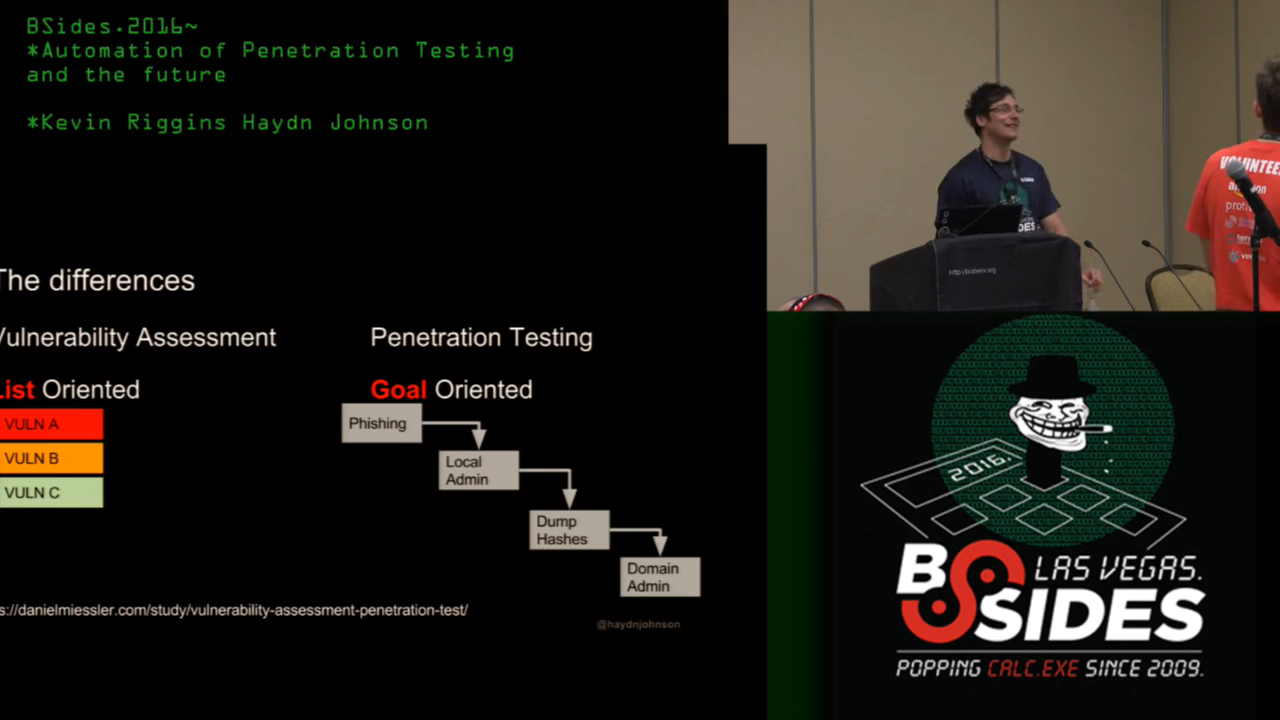 BSides.2016~
*Automation of Penetration Testing
and the future
*Kevin Riggins Haydn Johnson
The differences
Vulnerability Assessment
List Oriented
VULN A
VULN B
VULN C
Penetration Testing
Goal Oriented
Phishing
Local
Admin
Dump
Hashes
Domain
Admin
s://danielmiessler.com/study/vulnerability-assessment-penetration-test/
@haydnjohnson
VOLUNTEE
DES
2016.
BSIDES
LAS VEGAS.
POPPING CALC.EXE SINCE 2009.